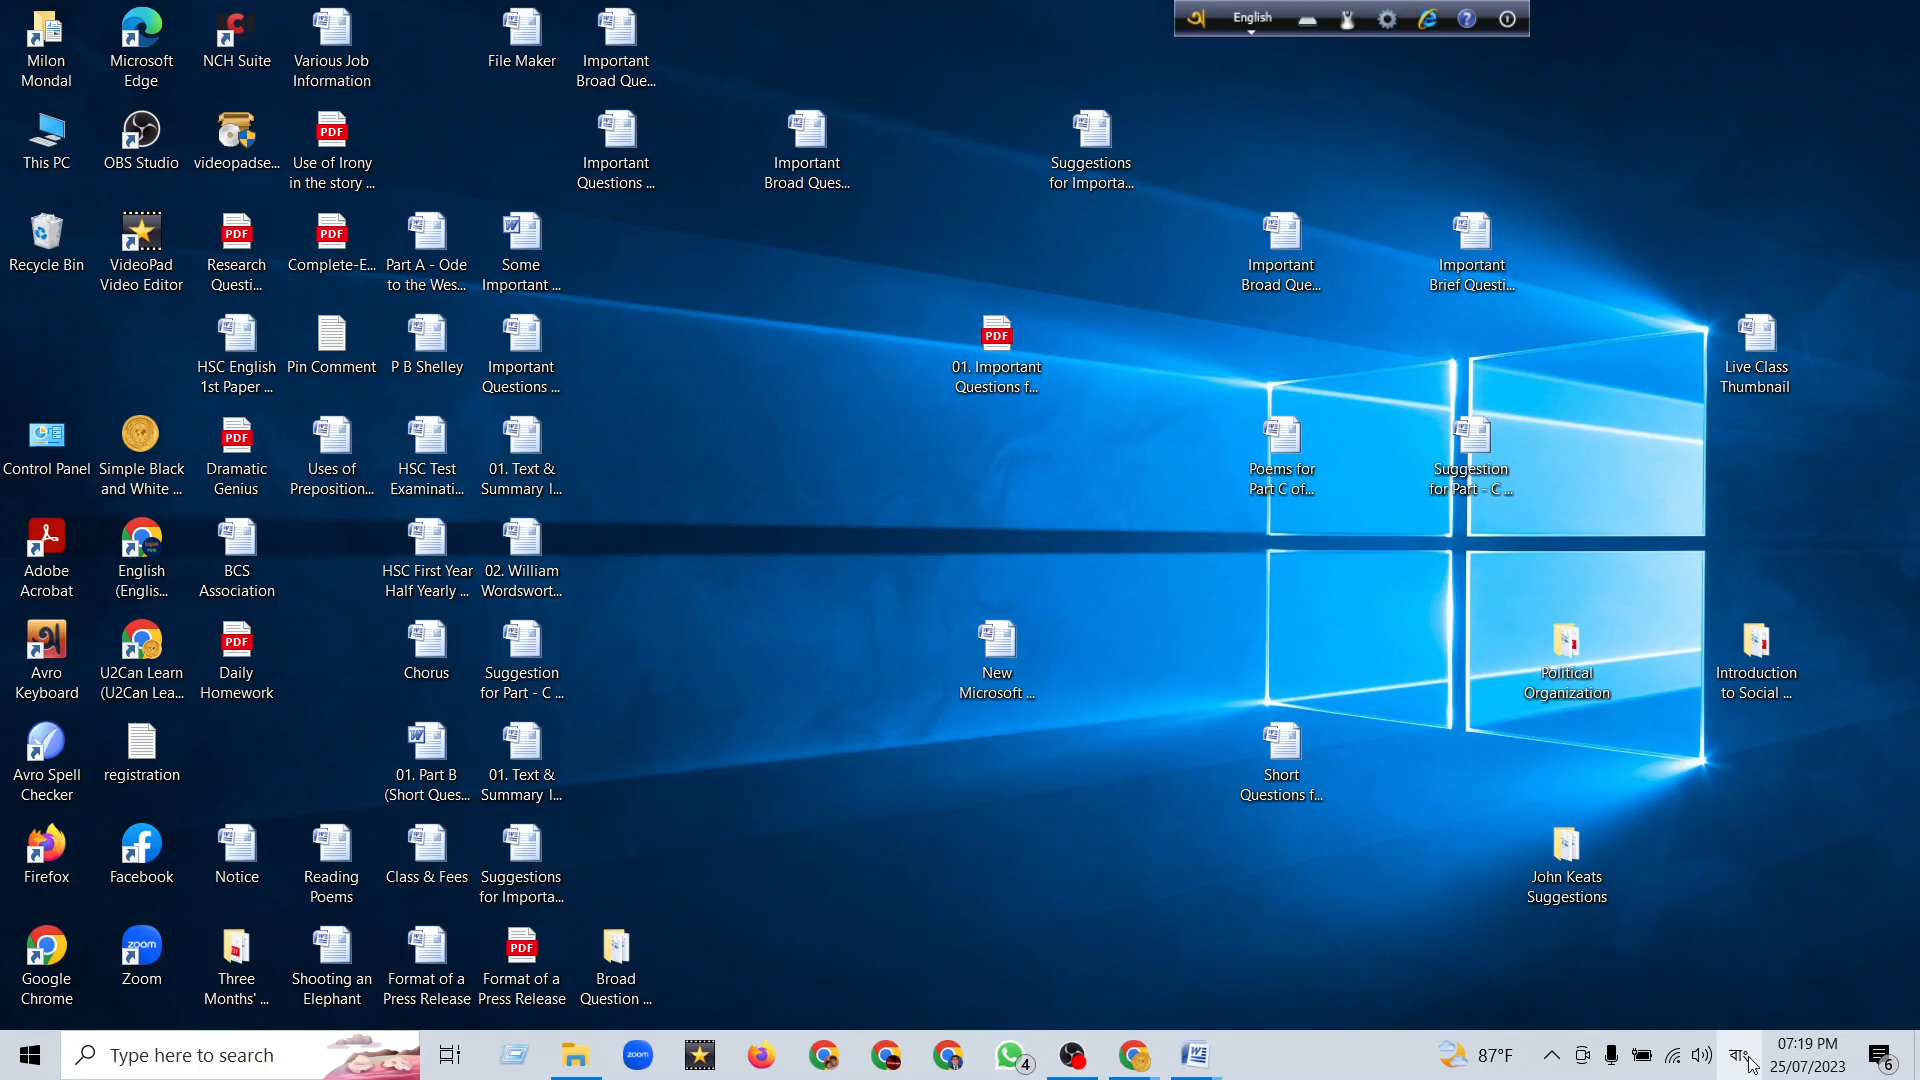 English
Milon
Mondal
Microsoft
Edge
NCH Suite
Various Job
Information
File Maker
Important
Broad Que...
This PC
OBS Studio
videopadse...
PDF
Use of Irony
in the story ...
Important
Questions ...
Important
Broad Ques...
Suggestions
for Importa...
Recycle Bin
VideoPad
Video Editor
PDF
Research
Questi...
PDF
Complete-E...
Part A - Ode
to the Wes...
Some
Important ...
Important
Broad Que...
Important
Brief Questi...
HSC English
1st Paper ...
Pin Comment
P B Shelley
Important
Questions ...
PDF
01. Important
Questions f...
Live Class
Thumbnail
Control Panel
Simple Black
and White ...
PDF
Dramatic
Genius
Uses of
Preposition...
HSC Test
Examinati...
01. Text &
Summary I...
Poems for
Part C of...
Suggestion
for Part - C ...
Adobe
Acrobat
English
(Englis...
BCS
Association
HSC First Year
Half Yearly ...
02. William
Wordswort...
Avro
Keyboard
U2Can Learn
(U2Can Lea...
PDF
Daily
Homework
Chorus
Suggestion
for Part - C ...
New
Microsoft ...
Political
Organization
Introduction
to Social ...
Avro Spell
Checker
registration
01. Part B
(Short Ques...
01. Text &
Summary I...
Short
Questions f...
Firefox
Facebook
Notice
Reading
Poems
Class & Fees
Suggestions
for Importa...
John Keats
Suggestions
Google
Chrome
zoom
Zoom
Three
Months' ...
Shooting an
Elephant
Format of a
Press Release
PDF
Format of a
Press Release
Broad
Question ...
Type here to search
zoom
4
87°F
বাং
07:19 PM
25/07/2023
6